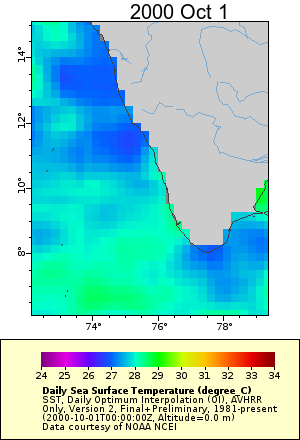 2000 Oct 1
14°
12°
10°
8°
74° 76° 78°
24 25 26 27 28 29 30 31 32 33 34
Daily Sea Surface Temperature (degree_C)
SST, Daily Optimum Interpolation (OI), AVHRR
Only, Version 2, Final+Preliminary, 1981-present
(2000-10-01T00:00:00Z, Altitude=0.0 m)
Data courtesy of NOAA NCEI